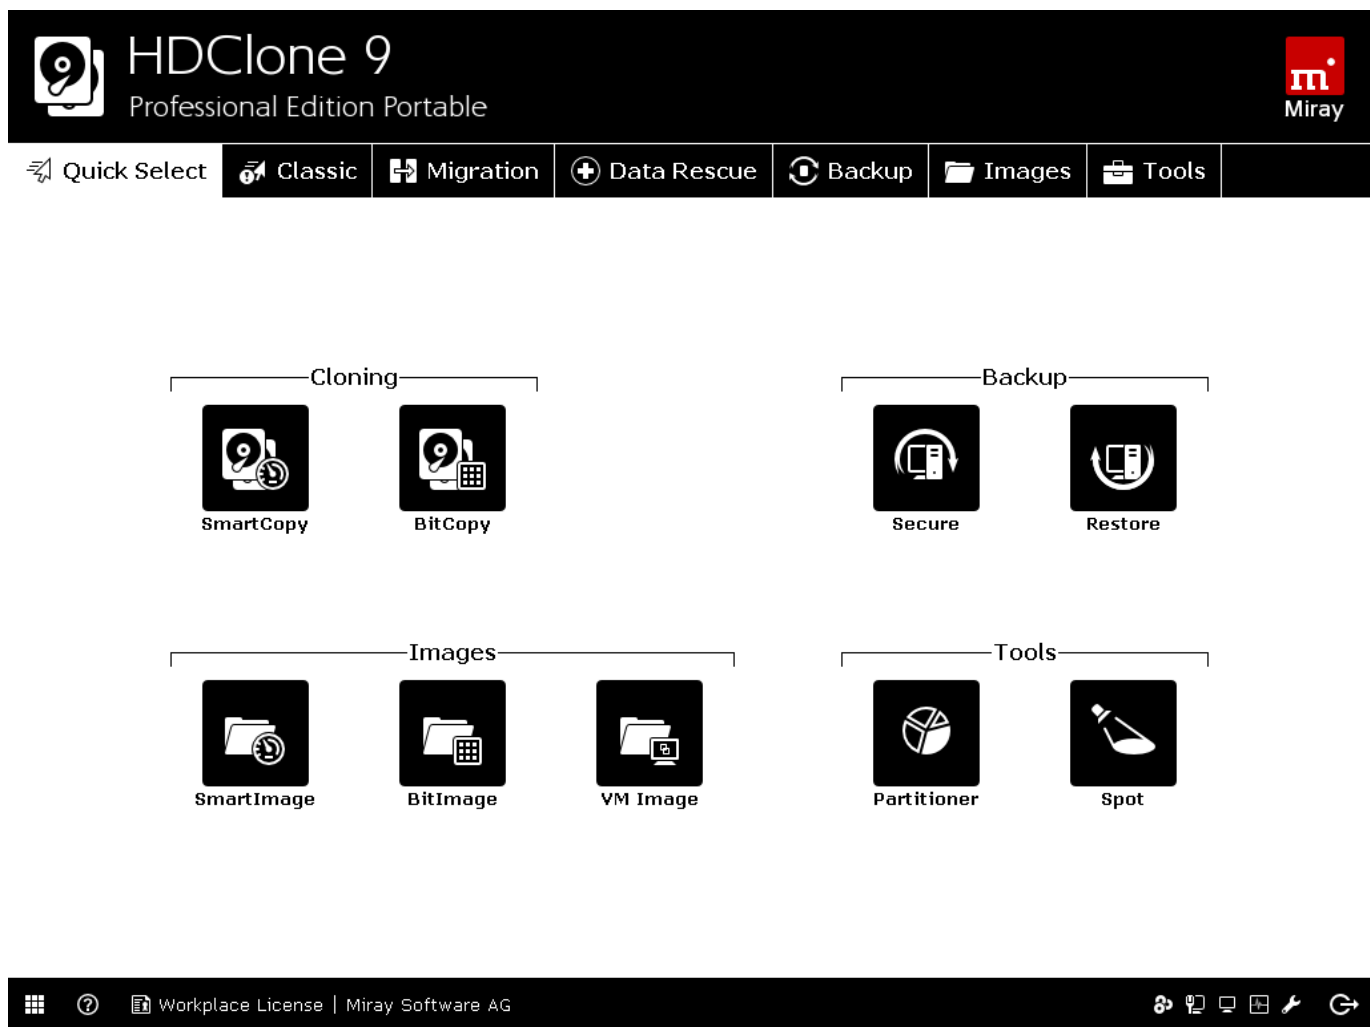 HDClone 9
Professional Edition Portable
m
Miray
Quick Select
Classic
Migration
Data Rescue
Backup
Images
Tools
Cloning
Backup
SmartCopy
BitCopy
Secure
Restore
Images
Tools
SmartImage
BitImage
VM Image
Partitioner
Spot
Workplace License | Miray Software AG